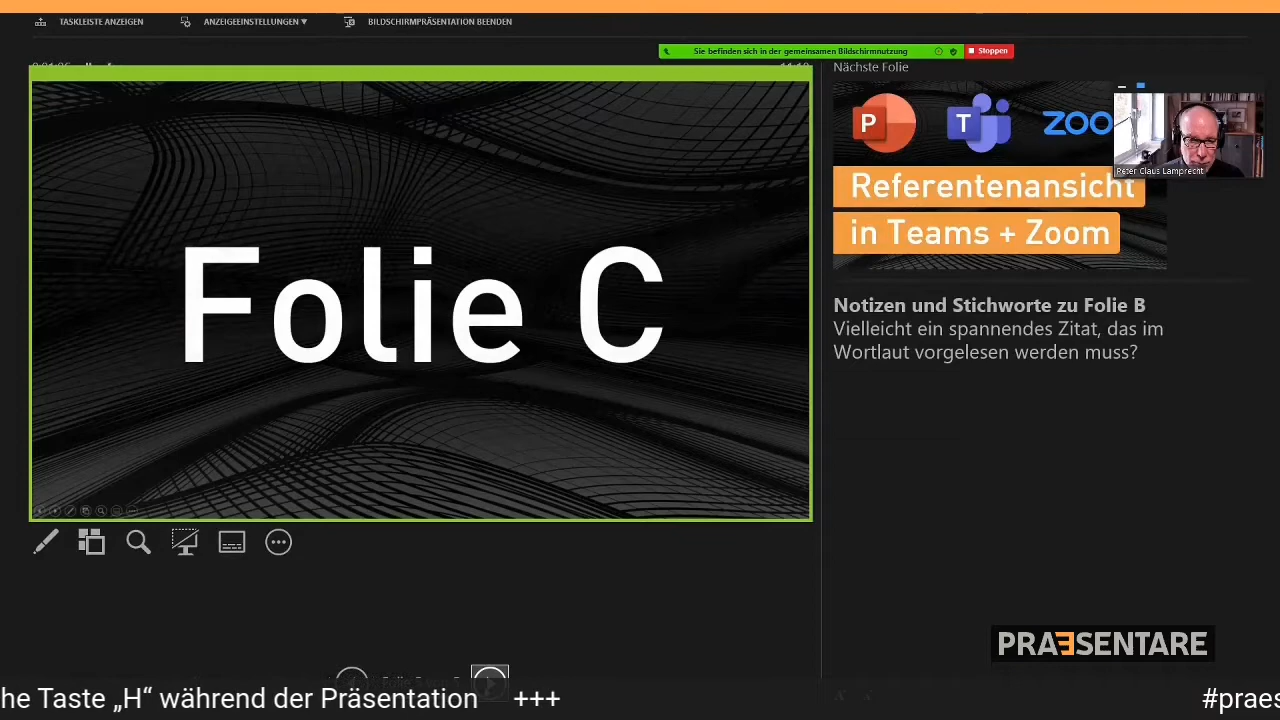 TASKLEISTE ANZEIGEN
ANZEIGEEINSTELLUNGEN ▼
BILDSCHIRMPRÄSENTATION BEENDEN
Sie befinden sich in der gemeinsamen Bildschirmnutzung
Stoppen
Nächste Folie
Folie C
P
T
ZOO
Peter Claus Lamprecht
Referentenansicht
in Teams + Zoom
Notizen und Stichworte zu Folie B
Vielleicht ein spannendes Zitat, das im
Wortlaut vorgelesen werden muss?
PRAESENTARE
he Taste „H“ während der Präsentation +++ #praes